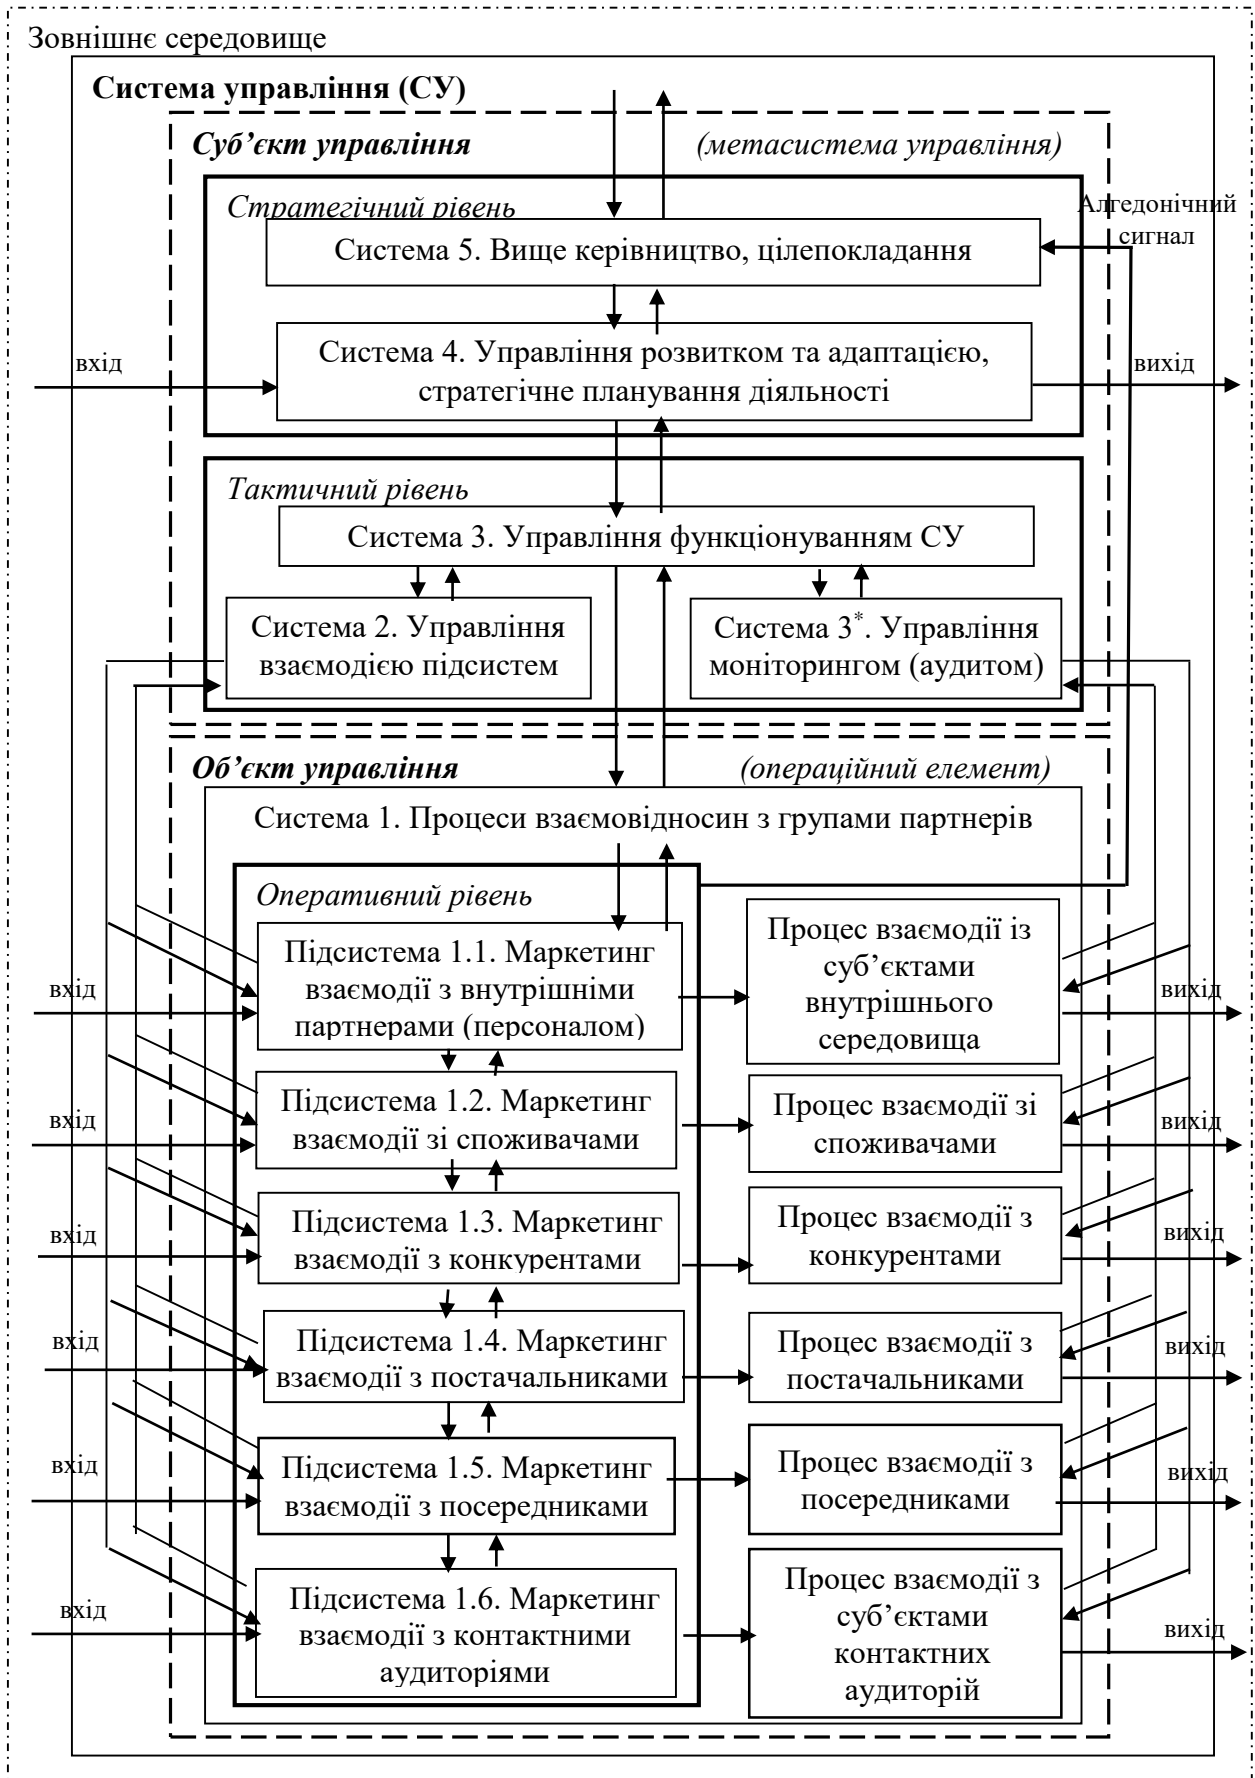 Зовнішнє середовище
Система управління (СУ)
Суб’єкт управління
(метасистема управління)
Стратегічний рівень
Алгедонічний
сигнал
Система 5. Вище керівництво, цілепокладання
вхід
Система 4. Управління розвитком та адаптацією,
стратегічне планування діяльності
вихід
Тактичний рівень
Система 3. Управління функціонуванням СУ
Система 2. Управління
взаємодією підсистем
Система 3*. Управління
моніторингом (аудитом)
Об’єкт управління
(операційний елемент)
Система 1. Процеси взаємовідносин з групами партнерів
Оперативний рівень
вхід
Підсистема 1.1. Маркетинг
взаємодії з внутрішніми
партнерами (персоналом)
Процес взаємодії із
суб’єктами
внутрішнього
середовища
вихід
вхід
Підсистема 1.2. Маркетинг
взаємодії зі споживачами
Процес взаємодії зі
споживачами
вихід
вхід
Підсистема 1.3. Маркетинг
взаємодії з конкурентами
Процес взаємодії з
конкурентами
вихід
вхід
Підсистема 1.4. Маркетинг
взаємодії з постачальниками
Процес взаємодії з
постачальниками
вихід
вхід
Підсистема 1.5. Маркетинг
взаємодії з посередниками
Процес взаємодії з
посередниками
вихід
вхід
Підсистема 1.6. Маркетинг
взаємодії з контактними
аудиторіями
Процес взаємодії з
суб’єктами
контактних
аудиторій
вихід